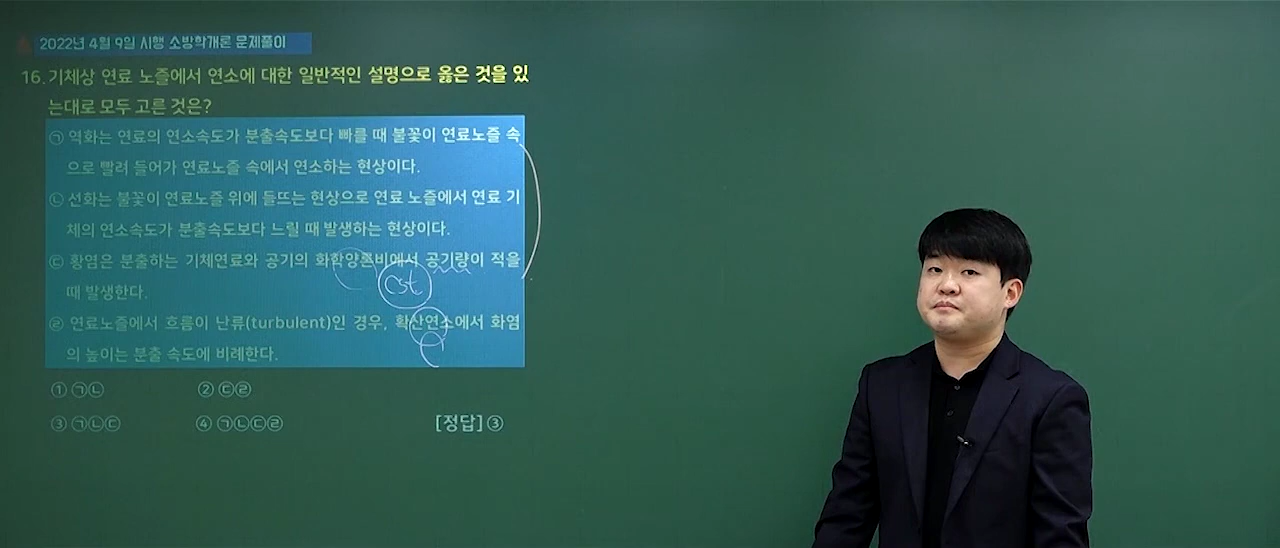 2022년 4월 9일 시행 소방학개론 문제풀이
16. 기체상 연료 노즐에서 연소에 대한 일반적인 설명으로 옳은 것을 있
는대로 모두 고른 것은?
㉠ 역화는 연료의 연소속도가 분출속도보다 빠를 때 불꽃이 연료노즐 속
으로 빨려 들어가 연료노즐 속에서 연소하는 현상이다.
㉡ 선화는 불꽃이 연료노즐 위에 들뜨는 현상으로 연료 노즐에서 연료 기
체의 연소속도가 분출속도보다 느릴 때 발생하는 현상이다.
㉢ 황염은 분출하는 기체연료와 공기의 화학양론비에서 공기량이 적을
때 발생한다.
Cst
㉣ 연료노즐에서 흐름이 난류(turbulent)인 경우, 확산연소에서 화염
의 높이는 분출 속도에 비례한다.
① ㉠㉡ ② ㉢㉣
③ ㉠㉡㉢ ④ ㉠㉡㉢㉣ [정답] ③